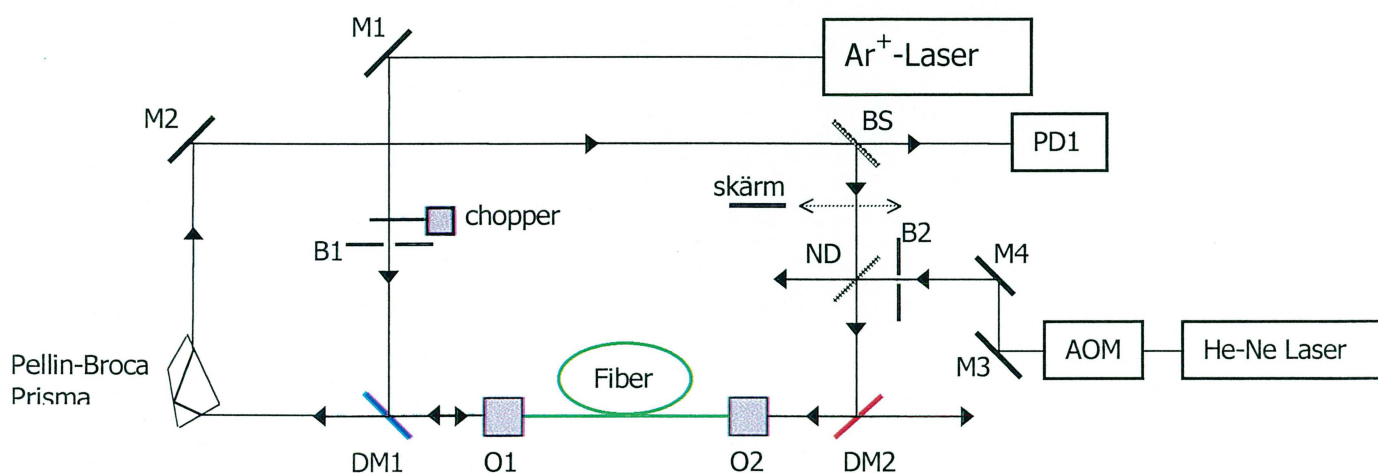 M1
Ar+-Laser
M2
BS
PD1
skärm
chopper
B1
ND
B2
M4
Pellin-Broca
Prisma
Fiber
M3
AOM
He-Ne Laser
DM1
O1
O2
DM2